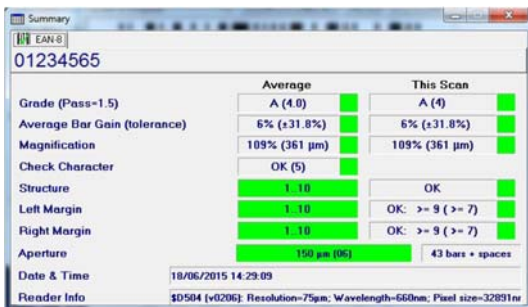 Summary
EAN-8
01234565
Average This Scan
Grade (Pass=1.5) A (4.0) A (4)
Average Bar Gain (tolerance) 6% (±31.8%) 6% (±31.8%)
Magnification 109% (361 µm) 109% (361 µm)
Check Character OK (5)
Structure 1..10 OK
Left Margin 1..10 OK: >= 9 ( >= 7)
Right Margin 1..10 OK: >= 9 ( >= 7)
Aperture 150 µm (06) 43 bars + spaces
Date & Time 18/06/2015 14:29:09
Reader Info $D504 (v0206): Resolution=75µm; Wavelength=660nm; Pixel size=32891n